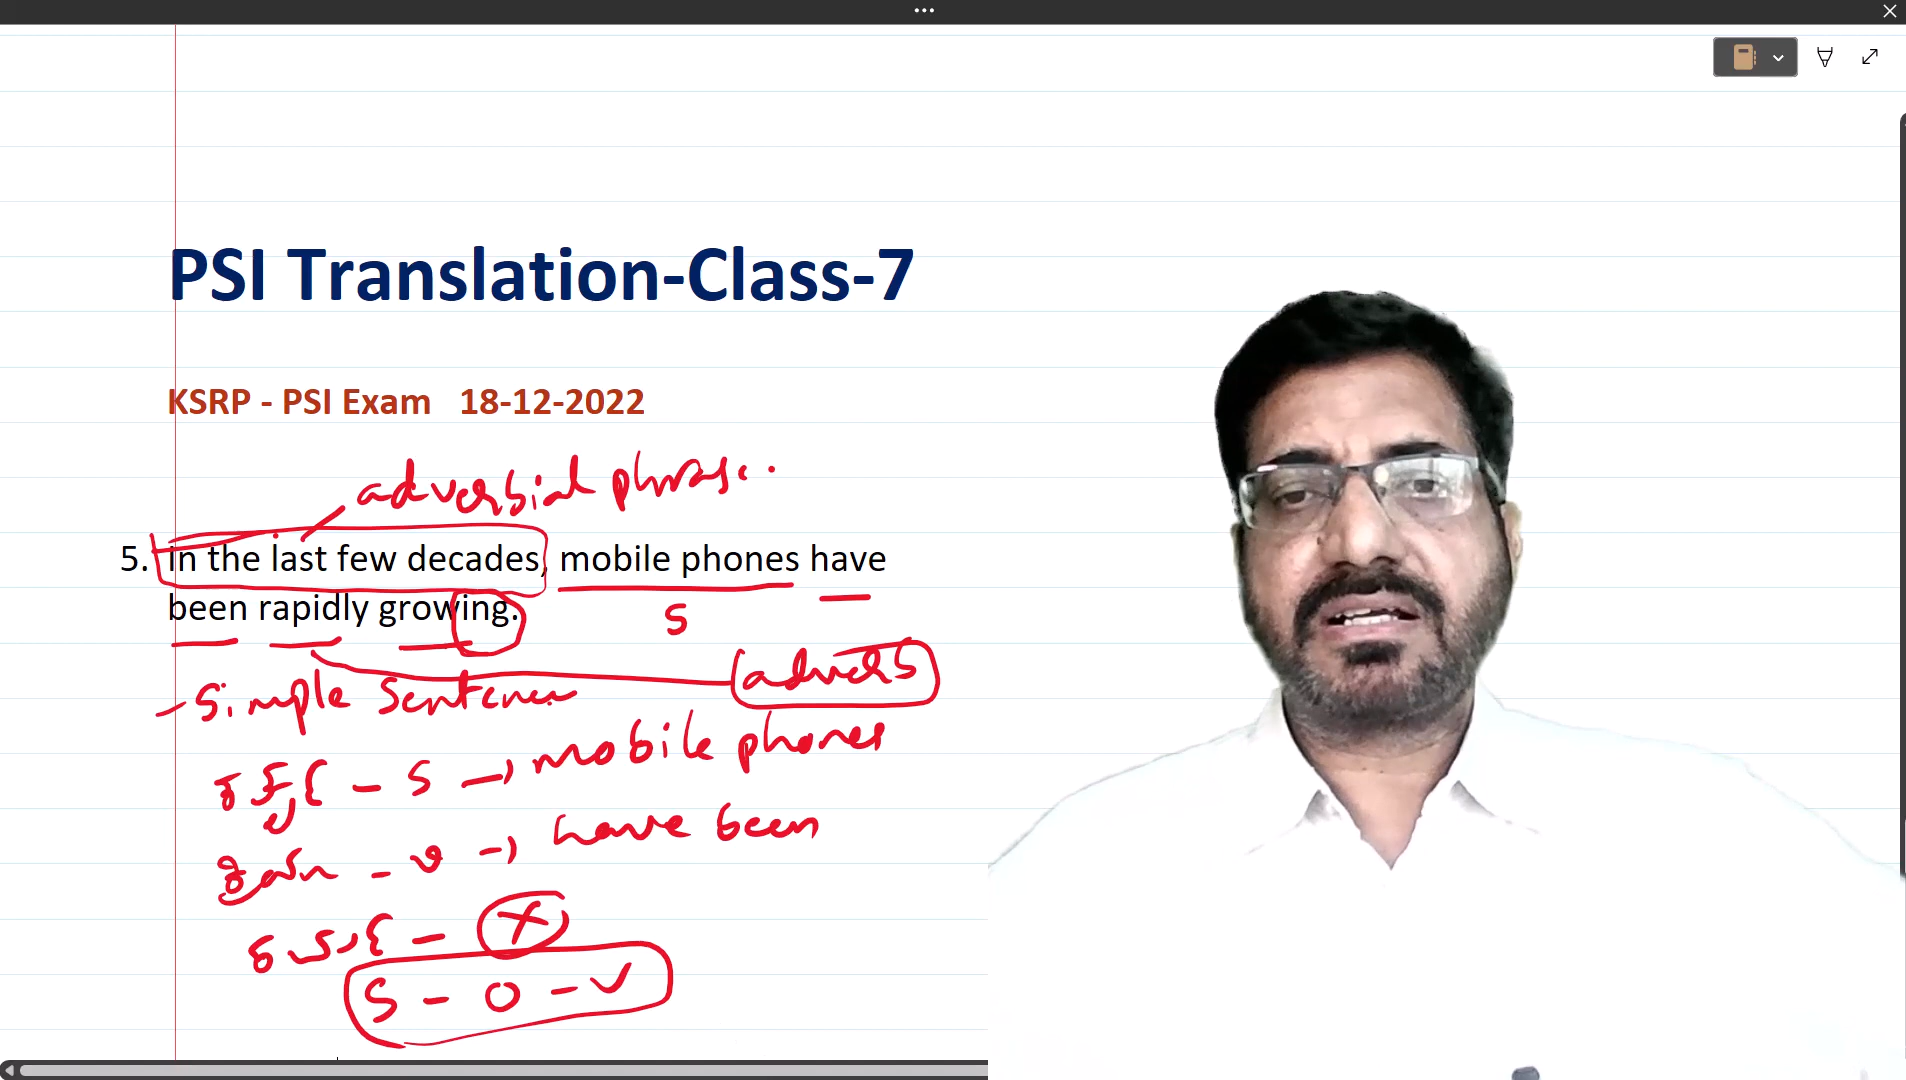 PSI Translation-Class-7
KSRP - PSI Exam 18-12-2022
adverbial phrase.
5. In the last few decades, mobile phones have
been rapidly growing.
S
adverb
- Simple Sentence
- S → mobile phones
- v → have been
- X
S - O - V